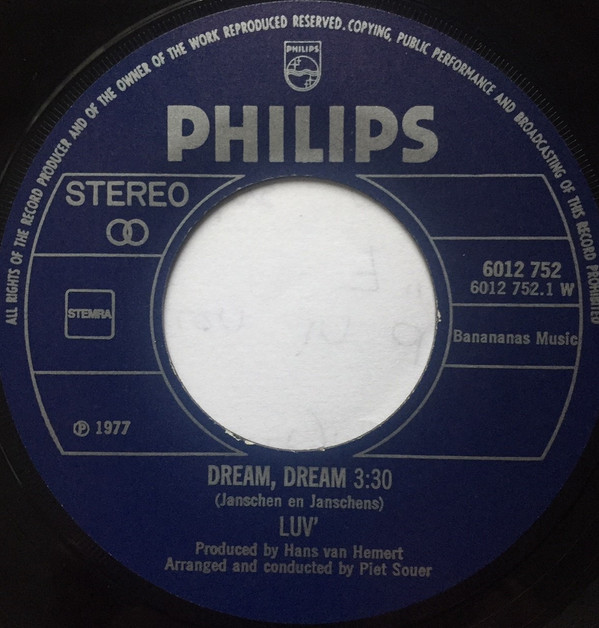 ALL RIGHTS OF THE RECORD PRODUCER AND OF THE OWNER OF THE WORK REPRODUCED RESERVED. COPYING, PUBLIC PERFORMANCE AND BROADCASTING OF THIS RECORD PROHIBITED
PHILIPS
PHILIPS
STEREO
6012 752
6012 752.1 W
STEMRA
Banananas Music
℗ 1977
DREAM, DREAM 3:30
(Janschen en Janschens)
LUV'
Produced by Hans van Hemert
Arranged and conducted by Piet Souer